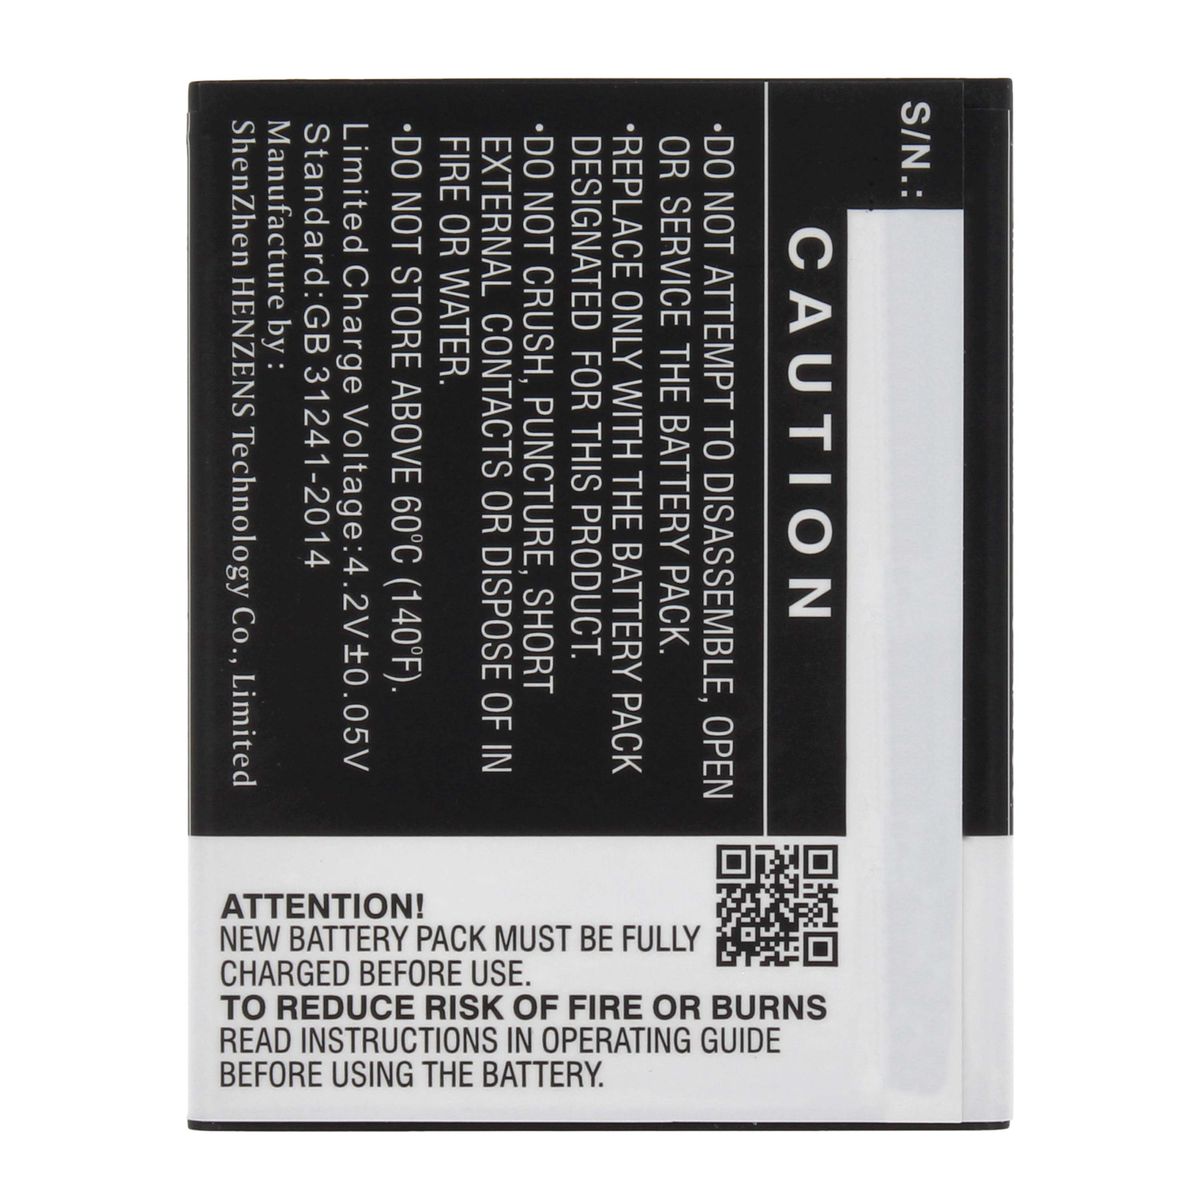 S/N.:
CAUTION
•DO NOT ATTEMPT TO DISASSEMBLE, OPEN
OR SERVICE THE BATTERY PACK.
•REPLACE ONLY WITH THE BATTERY PACK
DESIGNATED FOR THIS PRODUCT.
•DO NOT CRUSH, PUNCTURE, SHORT
EXTERNAL CONTACTS OR DISPOSE OF IN
FIRE OR WATER.
•DO NOT STORE ABOVE 60⁰C (140⁰F).
Limited Charge Voltage:4.2V±0.05V
Standard:GB 31241-2014
Manufacture by :
ShenZhen HENZENS Technology Co., Limited
ATTENTION!
NEW BATTERY PACK MUST BE FULLY
CHARGED BEFORE USE.
TO REDUCE RISK OF FIRE OR BURNS
READ INSTRUCTIONS IN OPERATING GUIDE
BEFORE USING THE BATTERY.